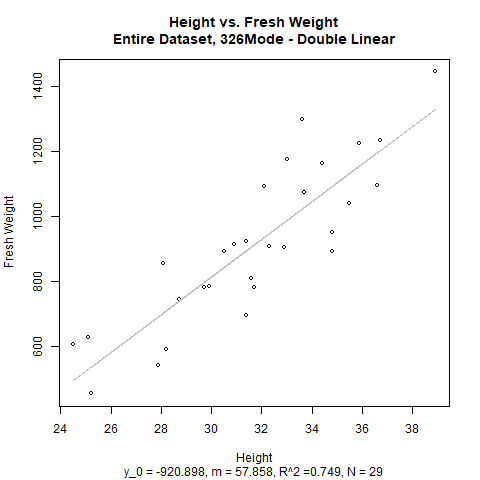 Height vs. Fresh Weight
Entire Dataset, 326Mode - Double Linear
Fresh Weight
1400
1200
1000
800
600
24 26 28 30 32 34 36 38
Height
y_0 = -920.898, m = 57.858, R^2 =0.749, N = 29